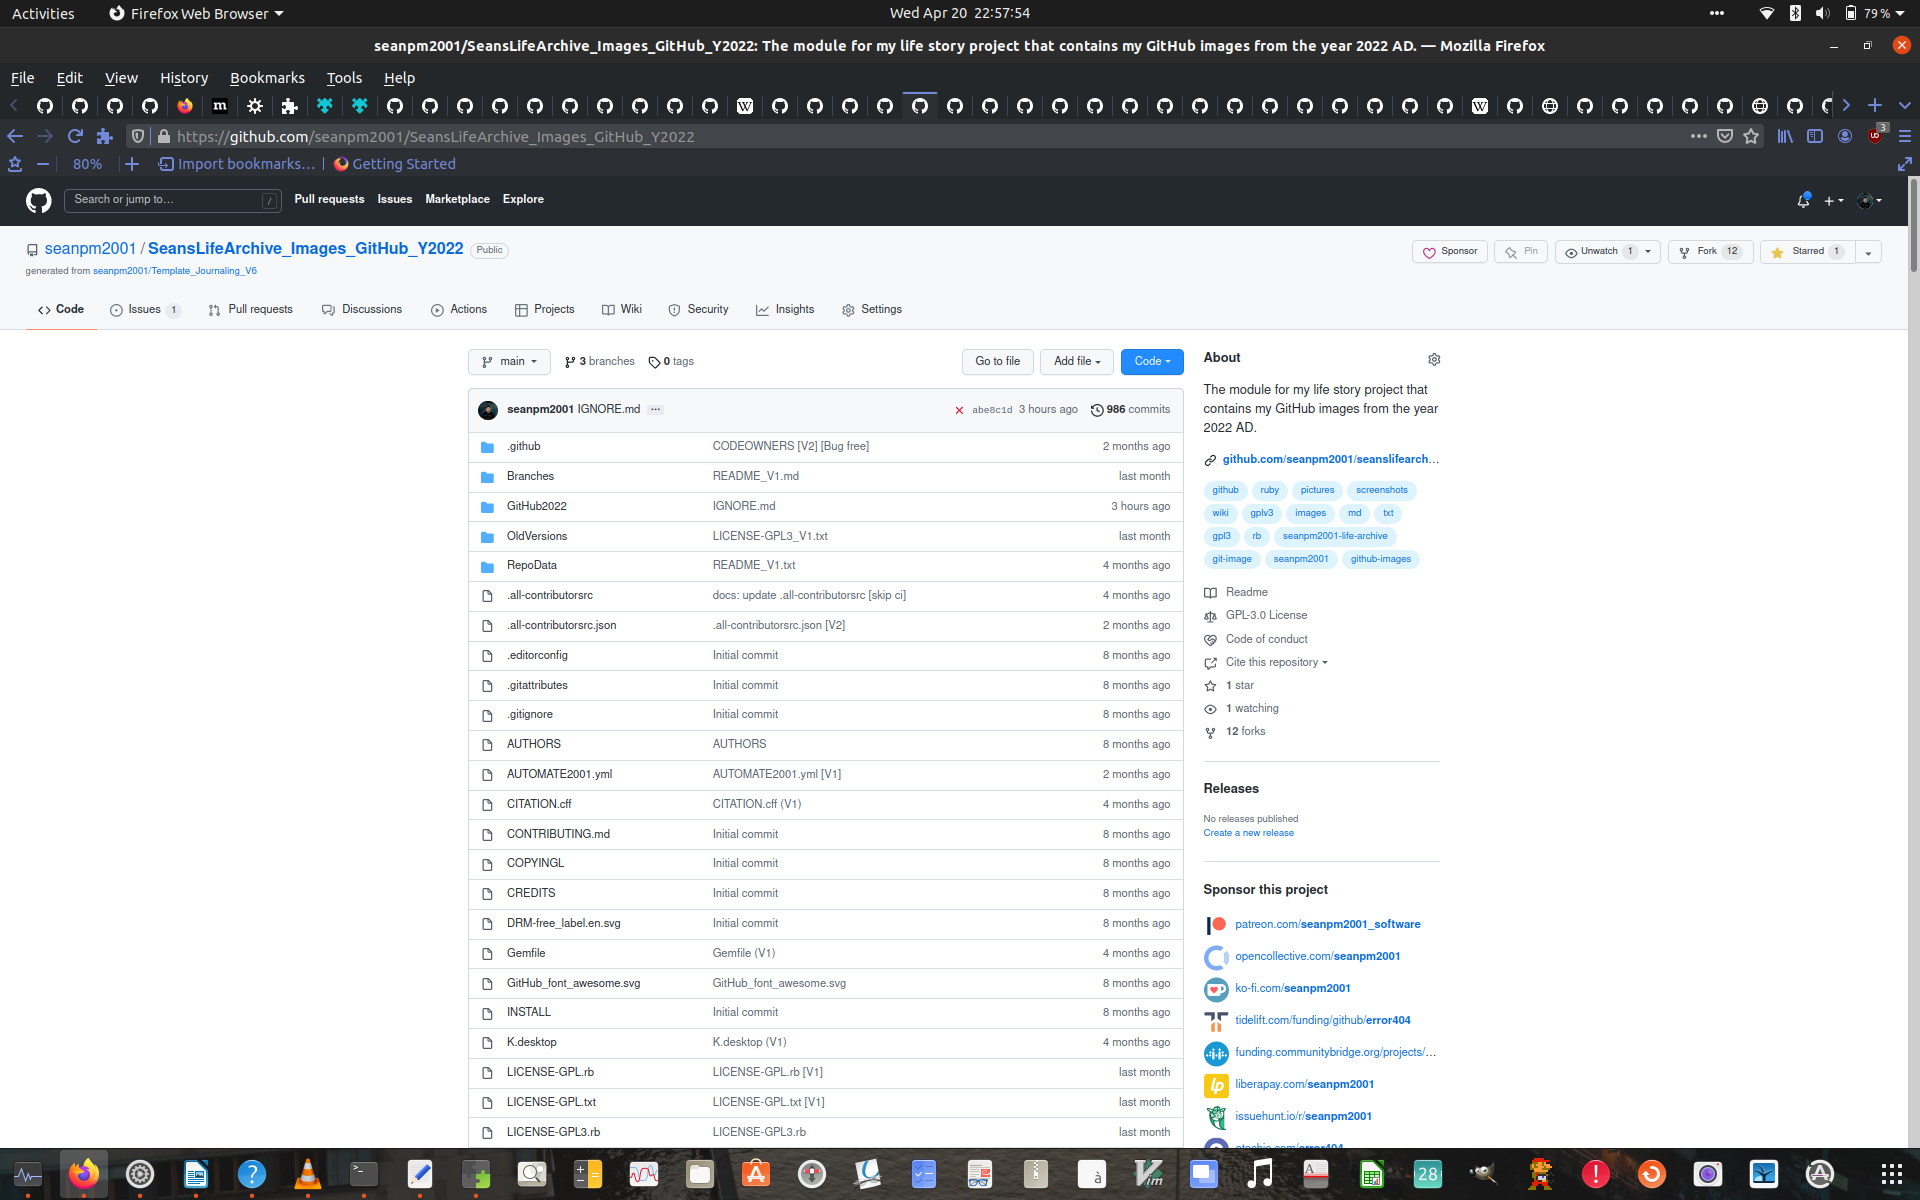 Activities
Firefox Web Browser
Wed Apr 20 22:57:54
79 %
seanpm2001/SeansLifeArchive_Images_GitHub_Y2022: The module for my life story project that contains my GitHub images from the year 2022 AD. — Mozilla Firefox
File Edit View History Bookmarks Tools Help
https://github.com/seanpm2001/SeansLifeArchive_Images_GitHub_Y2022
3
80%
Import bookmarks...
Getting Started
Search or jump to...
/
Pull requests Issues Marketplace Explore
seanpm2001 / SeansLifeArchive_Images_GitHub_Y2022 Public
generated from seanpm2001/Template_Journaling_V6
Sponsor
Pin
Unwatch 1
Fork 12
Starred 1
Code
Issues 1
Pull requests
Discussions
Actions
Projects
Wiki
Security
Insights
Settings
main
3 branches
0 tags
Go to file
Add file
Code
seanpm2001 IGNORE.md ...
abe8c1d 3 hours ago
986 commits
.github CODEOWNERS [V2] [Bug free] 2 months ago
Branches README_V1.md last month
GitHub2022 IGNORE.md 3 hours ago
OldVersions LICENSE-GPL3_V1.txt last month
RepoData README_V1.txt 4 months ago
.all-contributorsrc docs: update .all-contributorsrc [skip ci] 4 months ago
.all-contributorsrc.json .all-contributorsrc.json [V2] 2 months ago
.editorconfig Initial commit 8 months ago
.gitattributes Initial commit 8 months ago
.gitignore Initial commit 8 months ago
AUTHORS AUTHORS 8 months ago
AUTOMATE2001.yml AUTOMATE2001.yml [V1] 2 months ago
CITATION.cff CITATION.cff (V1) 4 months ago
CONTRIBUTING.md Initial commit 8 months ago
COPYINGL Initial commit 8 months ago
CREDITS Initial commit 8 months ago
DRM-free_label.en.svg Initial commit 8 months ago
Gemfile Gemfile (V1) 4 months ago
GitHub_font_awesome.svg GitHub_font_awesome.svg 8 months ago
INSTALL Initial commit 8 months ago
K.desktop K.desktop (V1) 4 months ago
LICENSE-GPL.rb LICENSE-GPL.rb [V1] last month
LICENSE-GPL.txt LICENSE-GPL.txt [V1] last month
LICENSE-GPL3.rb LICENSE-GPL3.rb last month
About
The module for my life story project that
contains my GitHub images from the year
2022 AD.
github.com/seanpm2001/seanslifearch...
github ruby pictures screenshots
wiki gplv3 images md txt
gpl3 rb seanpm2001-life-archive
git-image seanpm2001 github-images
Readme
GPL-3.0 License
Code of conduct
Cite this repository
1 star
1 watching
12 forks
Releases
No releases published
Create a new release
Sponsor this project
patreon.com/seanpm2001_software
opencollective.com/seanpm2001
ko-fi.com/seanpm2001
tidelift.com/funding/github/error404
funding.communitybridge.org/projects/...
liberapay.com/seanpm2001
issuehunt.io/r/seanpm2001
28